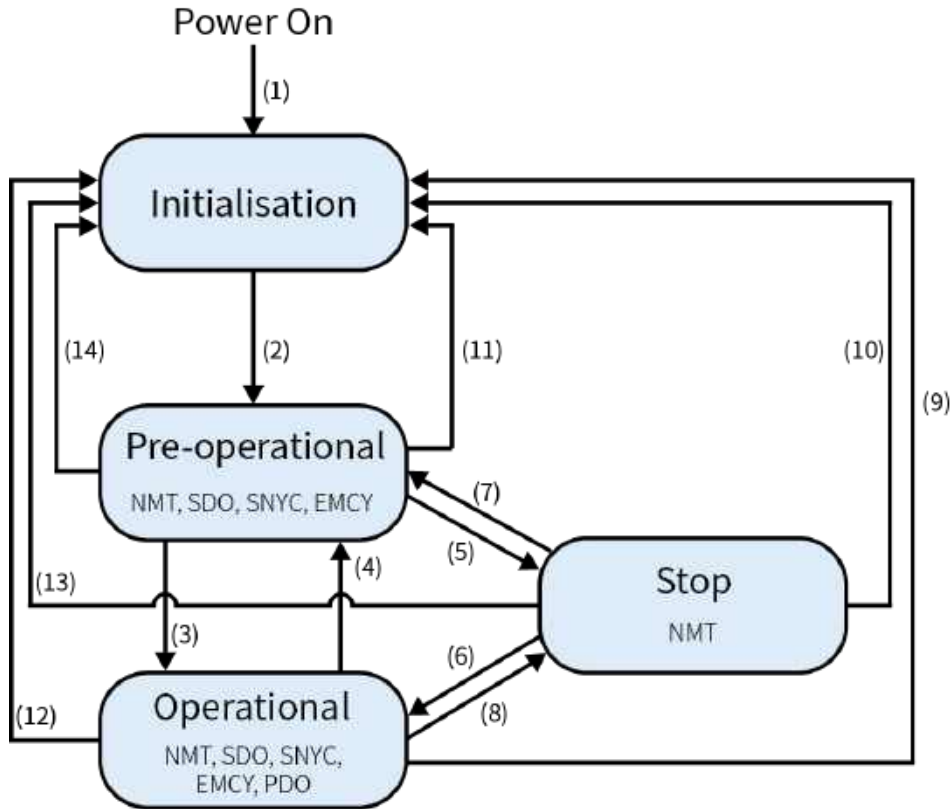 Power On
(1)
Initialisation
(14)
(2)
(11)
(10)
(9)
Pre-operational
NMT, SDO, SNYC, EMCY
(7)
(5)
(4)
(13)
Stop
NMT
(3)
(6)
(8)
Operational
(12)
NMT, SDO, SNYC,
EMCY, PDO